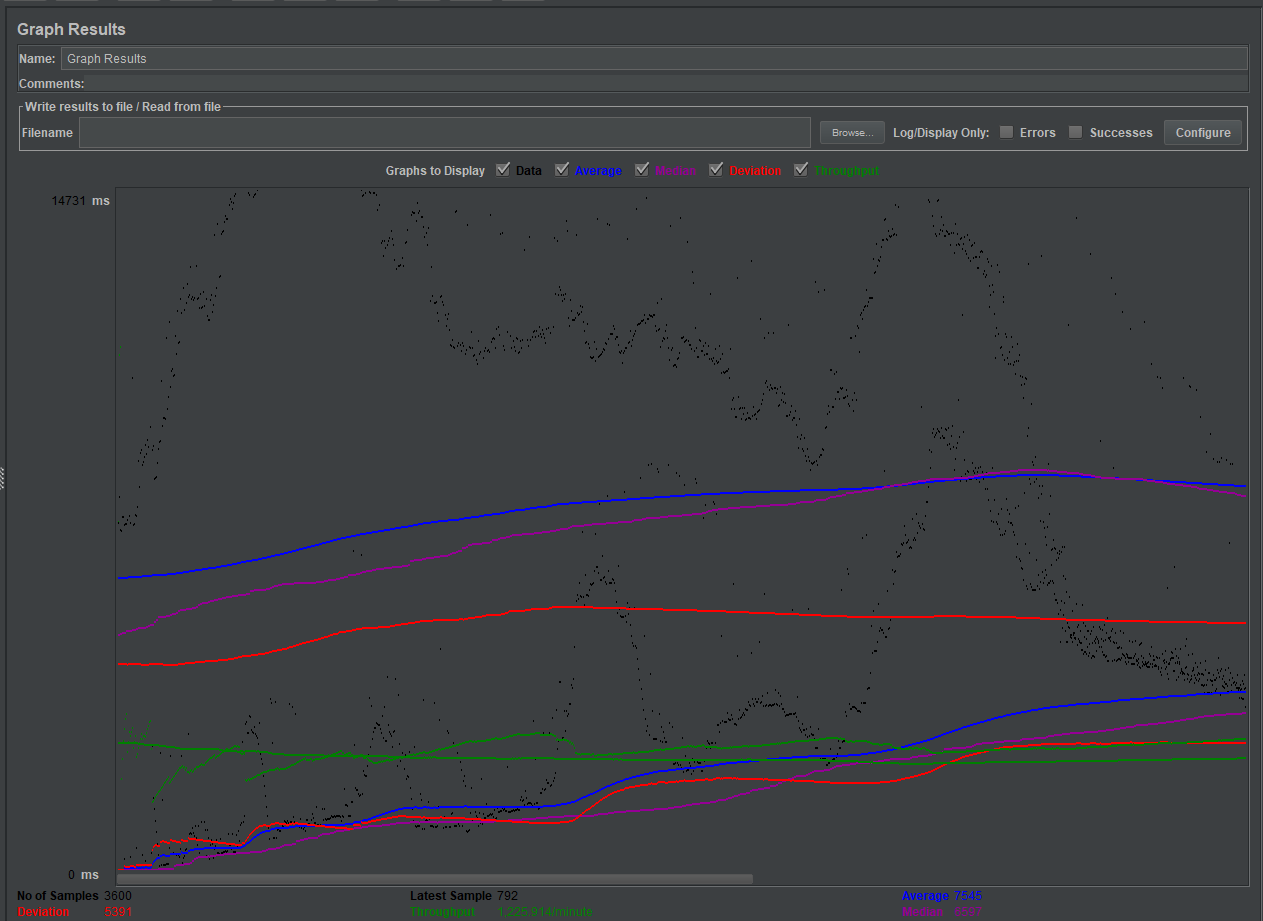 Graph Results
Name: Graph Results
Comments:
Write results to file / Read from file
Filename Browse... Log/Display Only: Errors Successes Configure
Graphs to Display Data Average Median Deviation Throughput
14731 ms
0 ms
No of Samples 3600 Latest Sample 792 Average 7545
Deviation 5391 Throughput 1,225.914/minute Median